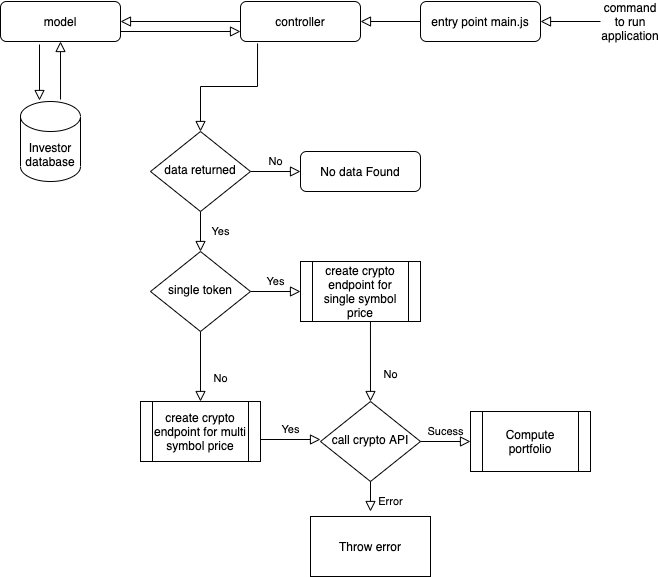 model
controller
entry point main.js
command
to run
application
Investor
database
data returned
No
No data Found
Yes
single token
Yes
create crypto
endpoint for
single symbol
price
No
No
create crypto
endpoint for multi
symbol price
Yes
call crypto API
Sucess
Compute
portfolio
Error
Throw error